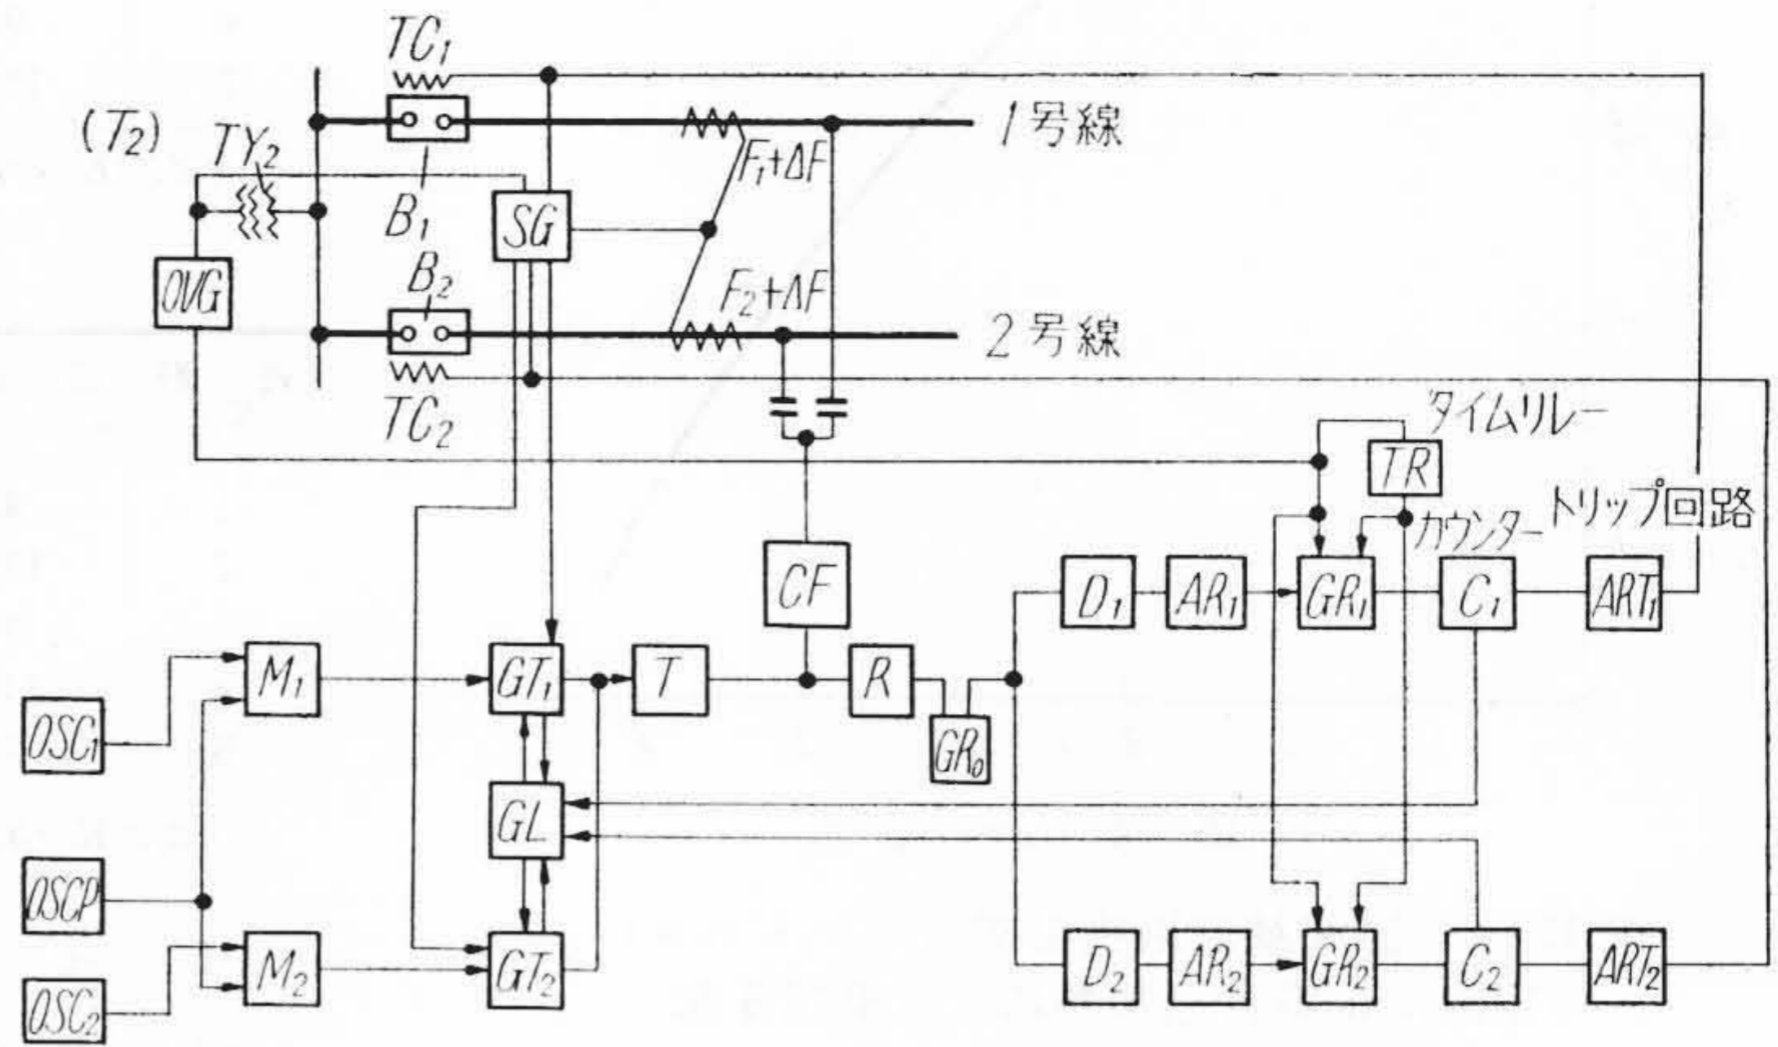 TC₁
(T₂)
TY₂
1号線
F₁+ΔF
B₁
SG
B₂
F₂+ΔF
OVG
2号線
TC₂
タイムリレー
TR
トリップ回路
カウンター
CF
D₁
AR₁
GR₁
C₁
ART₁
M₁
GT₁
T
R
OSC₁
GR₀
GL
OSCP
M₂
GT₂
D₂
AR₂
GR₂
C₂
ART₂
OSC₂